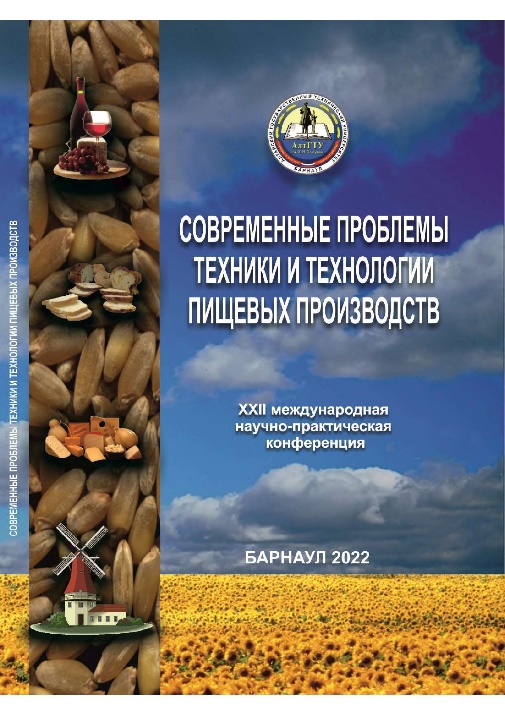 СОВРЕМЕННЫЕ ПРОБЛЕМЫ ТЕХНИКИ И ТЕХНОЛОГИИ ПИЩЕВЫХ ПРОИЗВОДСТВ
АлтГТУ
БАРНАУЛ
СОВРЕМЕННЫЕ ПРОБЛЕМЫ
ТЕХНИКИ И ТЕХНОЛОГИИ
ПИЩЕВЫХ ПРОИЗВОДСТВ
XXII международная
научно-практическая
конференция
БАРНАУЛ 2022